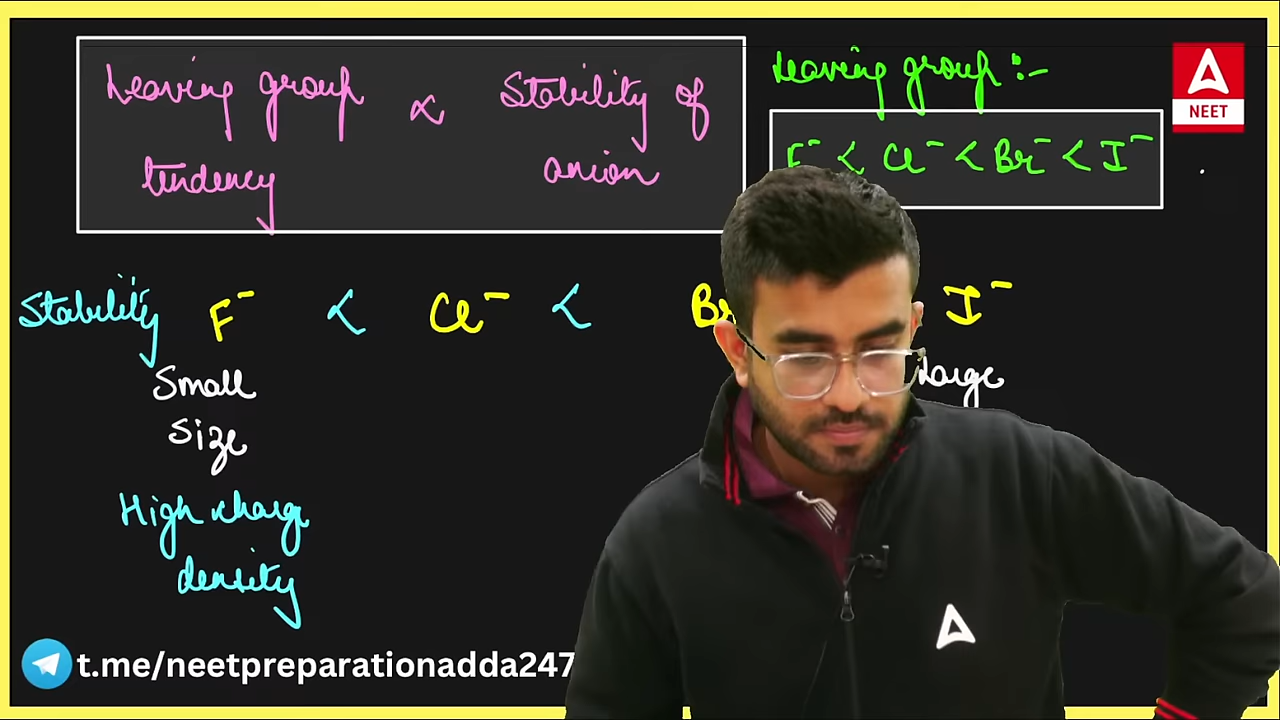 Leaving group ∝ Stability of
tendency anion
Leaving group :-
F⁻ < Cl⁻ < Br⁻ < I⁻
NEET
Stability F⁻ < Cl⁻ < Br I⁻
Small
Size
Large
High charge
density
t.me/neetpreparationadda247